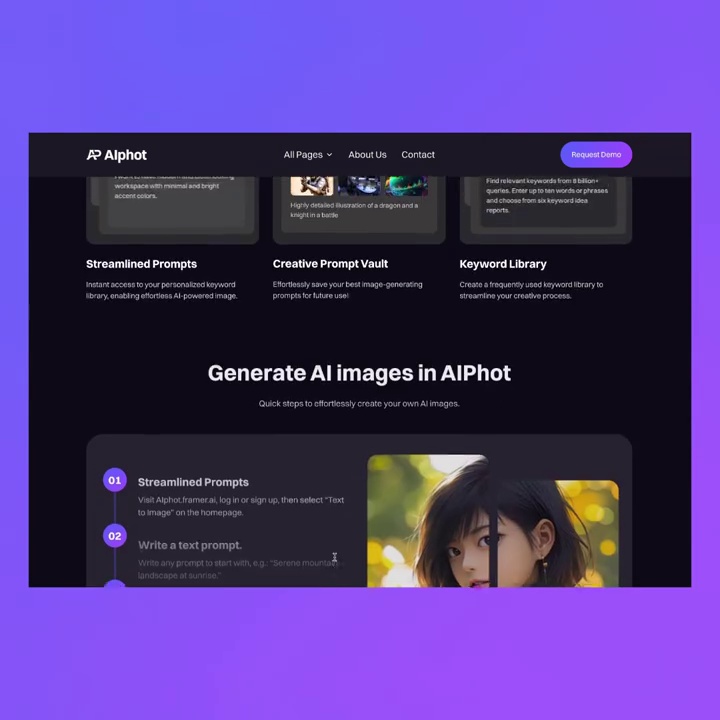 AP AIphot
All Pages
About Us
Contact
Request Demo
workspace with minimal and bright
accent colors.
Highly detailed illustration of a dragon and a
knight in a battle
Find relevant keywords from 8 billion+
queries. Enter up to ten words or phrases
and choose from six keyword idea
reports.
Streamlined Prompts
Instant access to your personalized keyword
library, enabling effortless AI-powered image.
Creative Prompt Vault
Effortlessly save your best image-generating
prompts for future use!
Keyword Library
Create a frequently used keyword library to
streamline your creative process.
Generate AI images in AIPhot
Quick steps to effortlessly create your own AI images.
01
Streamlined Prompts
Visit AIphot.framer.ai, log in or sign up, then select "Text
to Image" on the homepage.
02
Write a text prompt.
Write any prompt to start with, e.g.: "Serene mountain
landscape at sunrise."